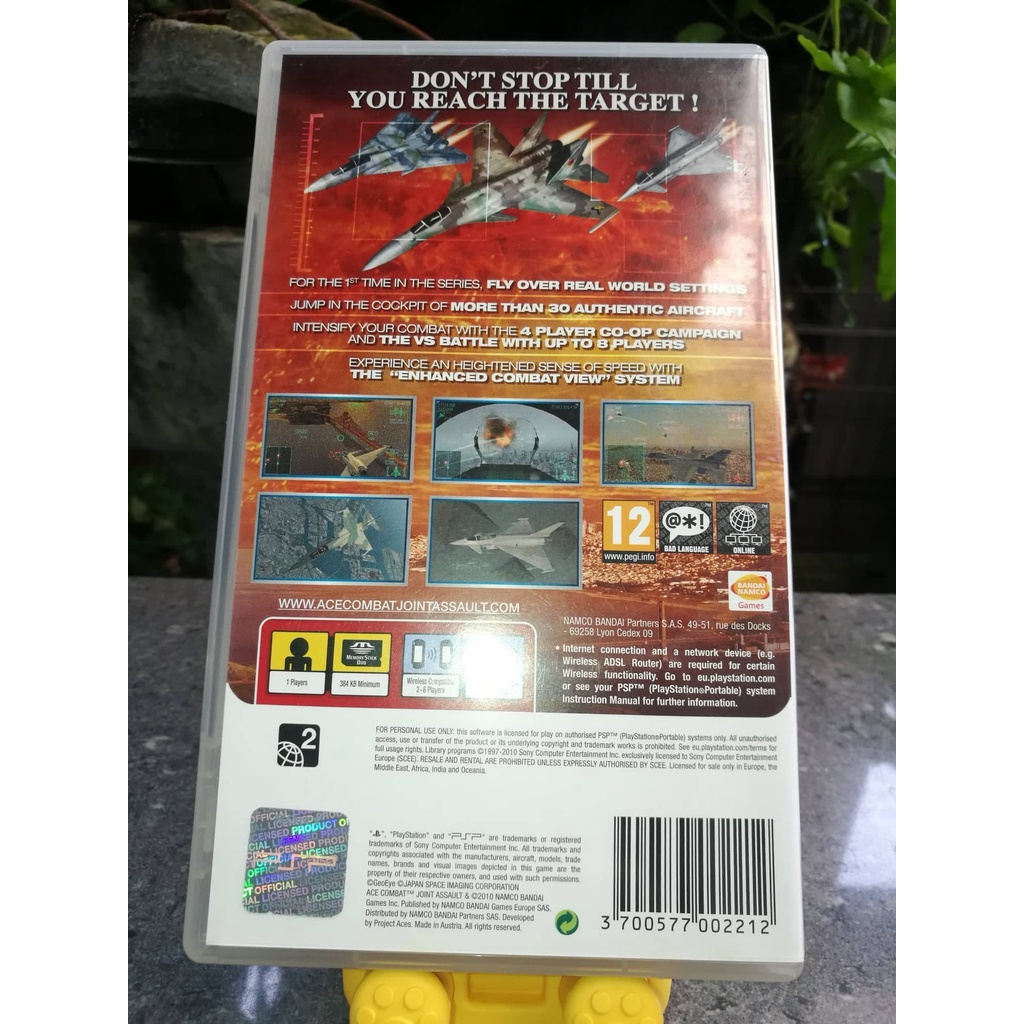 DON'T STOP TILL
YOU REACH THE TARGET !
FOR THE 1ST TIME IN THE SERIES, FLY OVER REAL WORLD SETTINGS
JUMP IN THE COCKPIT OF MORE THAN 30 AUTHENTIC AIRCRAFT
INTENSIFY YOUR COMBAT WITH THE 4 PLAYER CO-OP CAMPAIGN
AND THE VS BATTLE WITH UP TO 8 PLAYERS
EXPERIENCE AN HEIGHTENED SENSE OF SPEED WITH
THE "ENHANCED COMBAT VIEW" SYSTEM
12
www.pegi.info
@*!
BAD LANGUAGE
ONLINE
BANDAI
NAMCO
Games
WWW.ACECOMBATJOINTASSAULT.COM
NAMCO BANDAI Partners S.A.S. 49-51, rue des Docks
- 69258 Lyon Cedex 09
1 Players
MEMORY STICK
DUO
384 KB Minimum
Wireless Compatible
2-8 Players
• Internet connection and a network device (e.g.
Wireless ADSL Router) are required for certain
Wireless functionality. Go to eu.playstation.com
or see your PSP™ (PlayStation®Portable) system
Instruction Manual for further information.
2
FOR PERSONAL USE ONLY: this software is licensed for play on authorised PSP™ (PlayStation®Portable) systems only. All unauthorised
access, use or transfer of the product or its underlying copyright and trademark works is prohibited. See eu.playstation.com/terms for
full usage rights. Library programs ©1997-2010 Sony Computer Entertainment Inc. exclusively licensed to Sony Computer Entertainment
Europe (SCEE). RESALE AND RENTAL ARE PROHIBITED UNLESS EXPRESSLY AUTHORISED BY SCEE. Licensed for sale only in Europe, the
Middle East, Africa, India and Oceania.
OFFICIAL LICENSED PRODUCT
", "PlayStation" and "PSP" are trademarks or registered
trademarks of Sony Computer Entertainment Inc. All trademarks and
copyrights associated with the manufacturers, aircraft, models, trade
names, brands and visual images depicted in this game are the
property of their respective owners, and used with such permissions.
©GeoEye ©JAPAN SPACE IMAGING CORPORATION
ACE COMBAT™ JOINT ASSAULT & ©2010 NAMCO BANDAI
Games Inc. Published by NAMCO BANDAI Games Europe SAS.
Distributed by NAMCO BANDAI Partners SAS. Developed
by Project Aces. Made in Austria. All rights reserved.
3 700577 002212